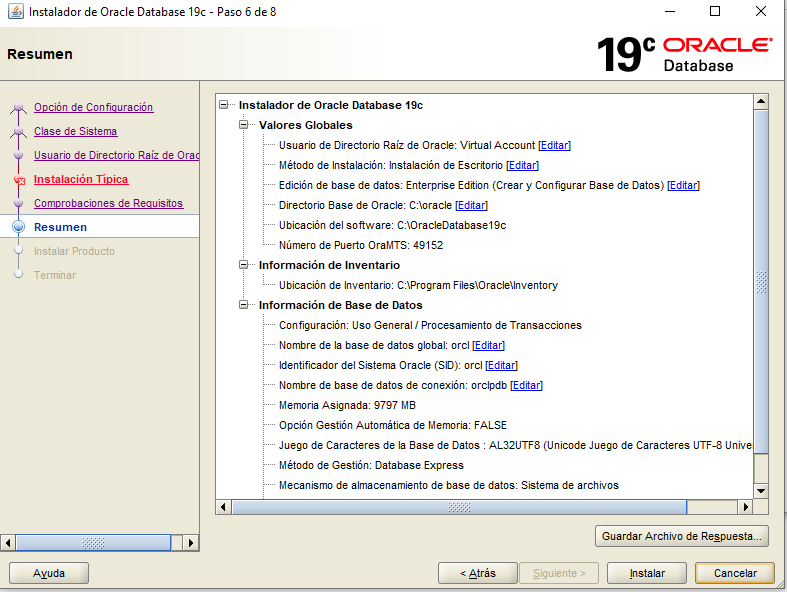 Instalador de Oracle Database 19c - Paso 6 de 8
Resumen
19c ORACLE
Database
Opción de Configuración
Clase de Sistema
Usuario de Directorio Raíz de Orac
Instalación Típica
Comprobaciones de Requisitos
Resumen
Instalar Producto
Terminar
Instalador de Oracle Database 19c
Valores Globales
Usuario de Directorio Raíz de Oracle: Virtual Account [Editar]
Método de Instalación: Instalación de Escritorio [Editar]
Edición de base de datos: Enterprise Edition (Crear y Configurar Base de Datos) [Editar]
Directorio Base de Oracle: C:\oracle [Editar]
Ubicación del software: C:\OracleDatabase19c
Número de Puerto OraMTS: 49152
Información de Inventario
Ubicación de Inventario: C:\Program Files\Oracle\Inventory
Información de Base de Datos
Configuración: Uso General / Procesamiento de Transacciones
Nombre de la base de datos global: orcl [Editar]
Identificador del Sistema Oracle (SID): orcl [Editar]
Nombre de base de datos de conexión: orclpdb [Editar]
Memoria Asignada: 9797 MB
Opción Gestión Automática de Memoria: FALSE
Juego de Caracteres de la Base de Datos : AL32UTF8 (Unicode Juego de Caracteres UTF-8 Unive
Método de Gestión: Database Express
Mecanismo de almacenamiento de base de datos: Sistema de archivos
Guardar Archivo de Respuesta...
Ayuda
< Atrás
Siguiente >
Instalar
Cancelar